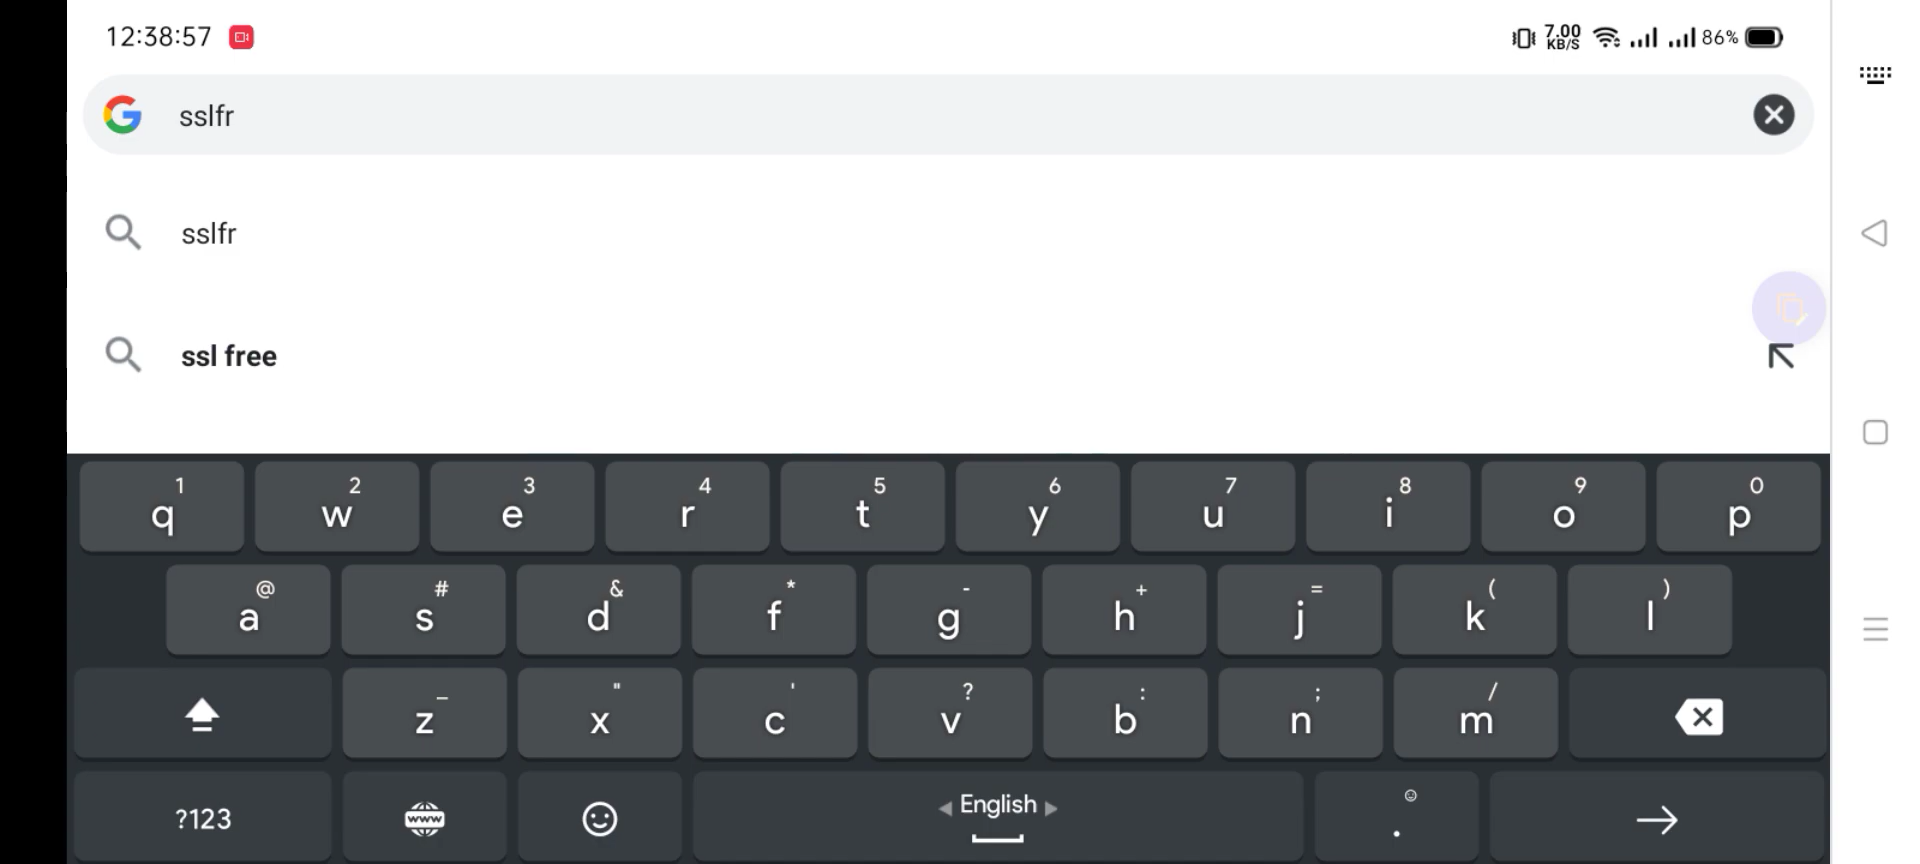 12:38:57 7.00 KB/S 86%
sslfr
sslfr
ssl free
1 2 3 4 5 6 7 8 9 0
q w e r t y u i o p
@ # & * - + = ( )
a s d f g h j k l
_ " ' ? : ; /
z x c v b n m
?123 www English .